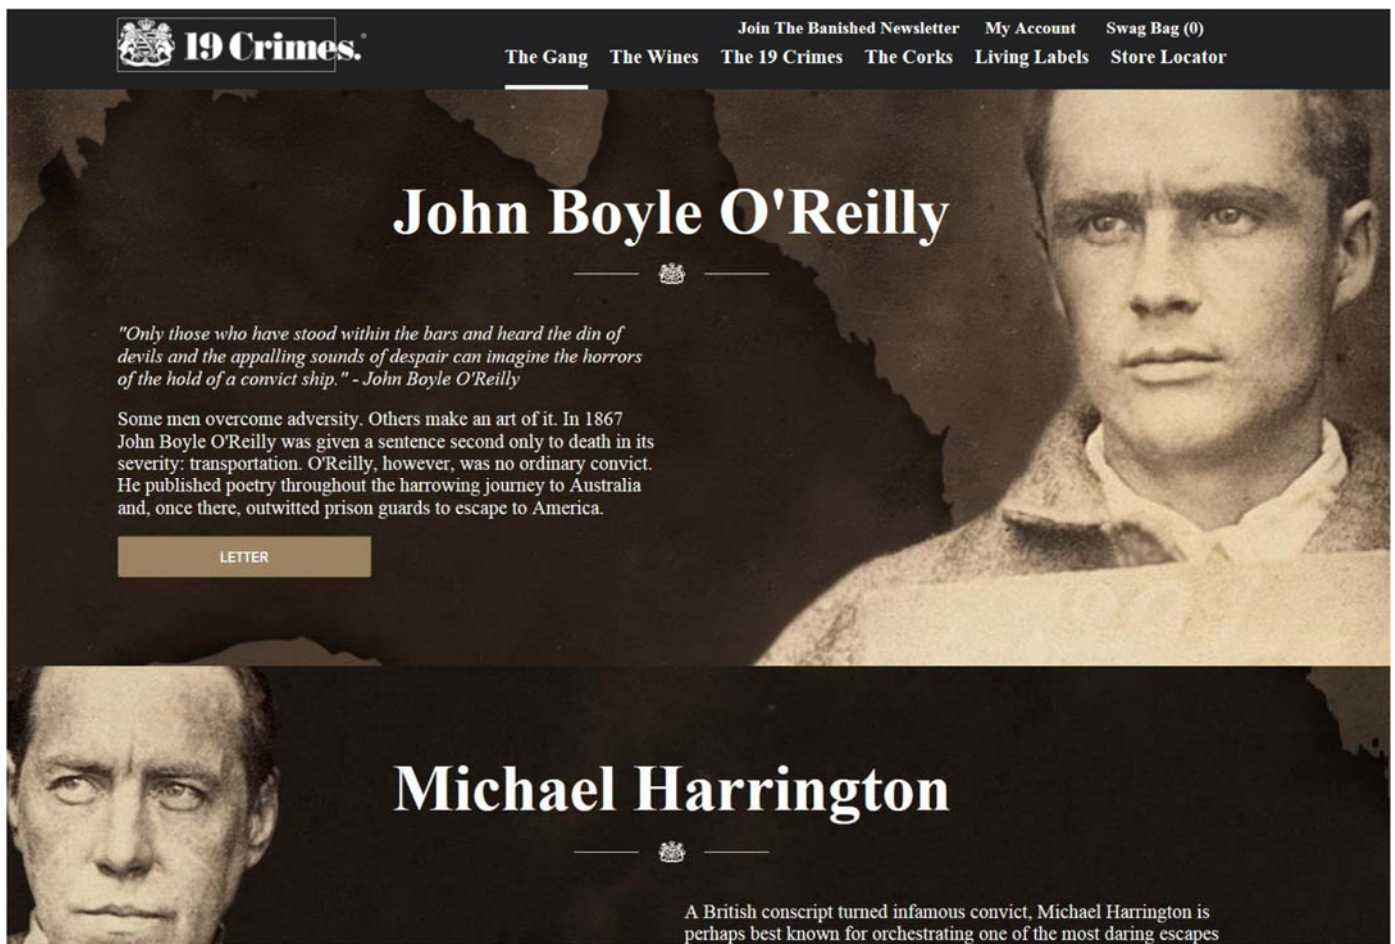 19 Crimes.®
Join The Banished Newsletter My Account Swag Bag (0)
The Gang The Wines The 19 Crimes The Corks Living Labels Store Locator
John Boyle O'Reilly
"Only those who have stood within the bars and heard the din of
devils and the appalling sounds of despair can imagine the horrors
of the hold of a convict ship." - John Boyle O'Reilly
Some men overcome adversity. Others make an art of it. In 1867
John Boyle O'Reilly was given a sentence second only to death in its
severity: transportation. O'Reilly, however, was no ordinary convict.
He published poetry throughout the harrowing journey to Australia
and, once there, outwitted prison guards to escape to America.
LETTER
Michael Harrington
A British conscript turned infamous convict, Michael Harrington is
perhaps best known for orchestrating one of the most daring escapes